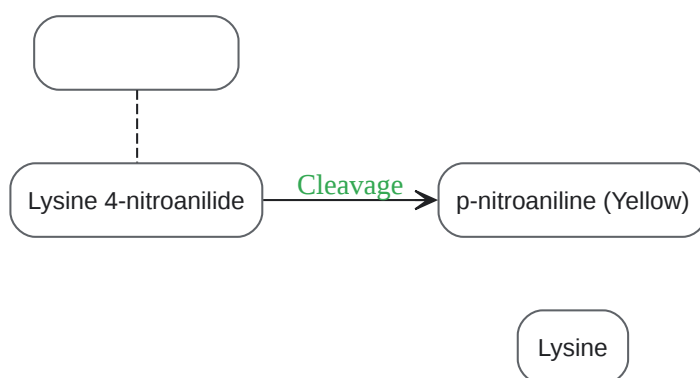 Lysine 4-nitroanilide
Cleavage
p-nitroaniline (Yellow)
Lysine